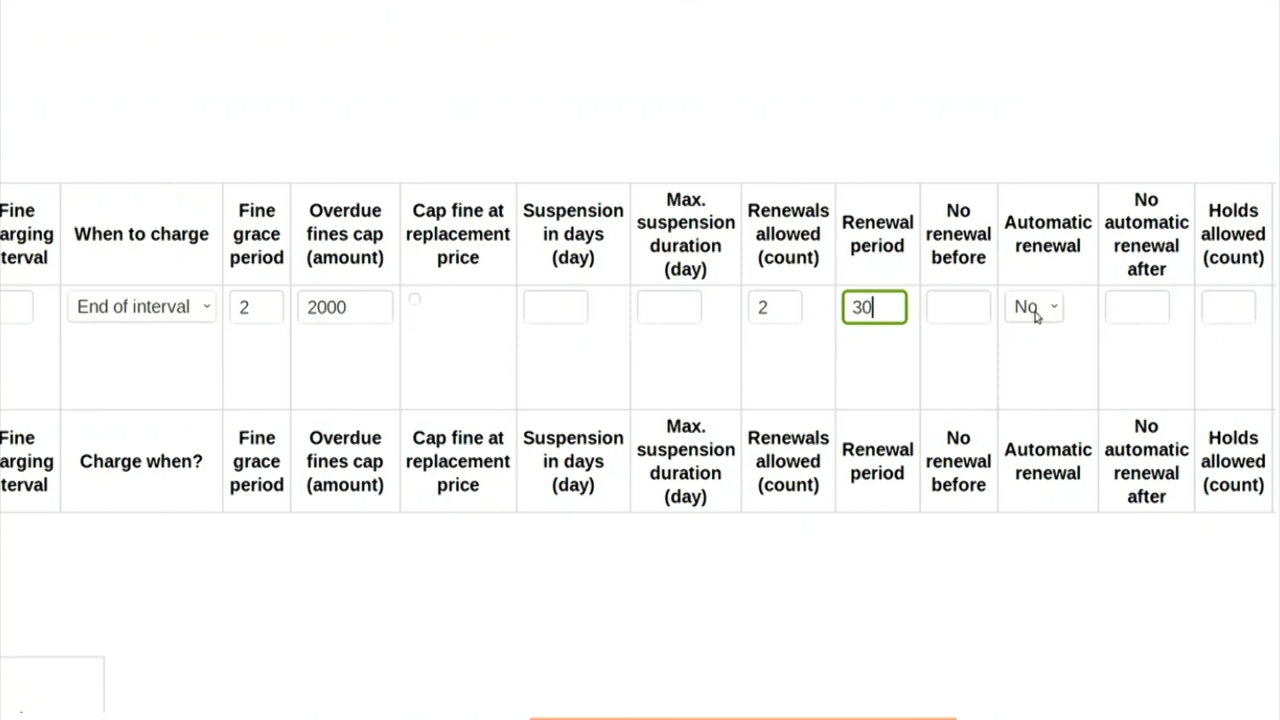 Fine
arging
terval
When to charge
Fine
grace
period
Overdue
fines cap
(amount)
Cap fine at
replacement
price
Suspension
in days
(day)
Max.
suspension
duration
(day)
Renewals
allowed
(count)
Renewal
period
No
renewal
before
Automatic
renewal
No
automatic
renewal
after
Holds
allowed
(count)
End of interval
2
2000
2
30
No
Fine
arging
terval
Charge when?
Fine
grace
period
Overdue
fines cap
(amount)
Cap fine at
replacement
price
Suspension
in days
(day)
Max.
suspension
duration
(day)
Renewals
allowed
(count)
Renewal
period
No
renewal
before
Automatic
renewal
No
automatic
renewal
after
Holds
allowed
(count)